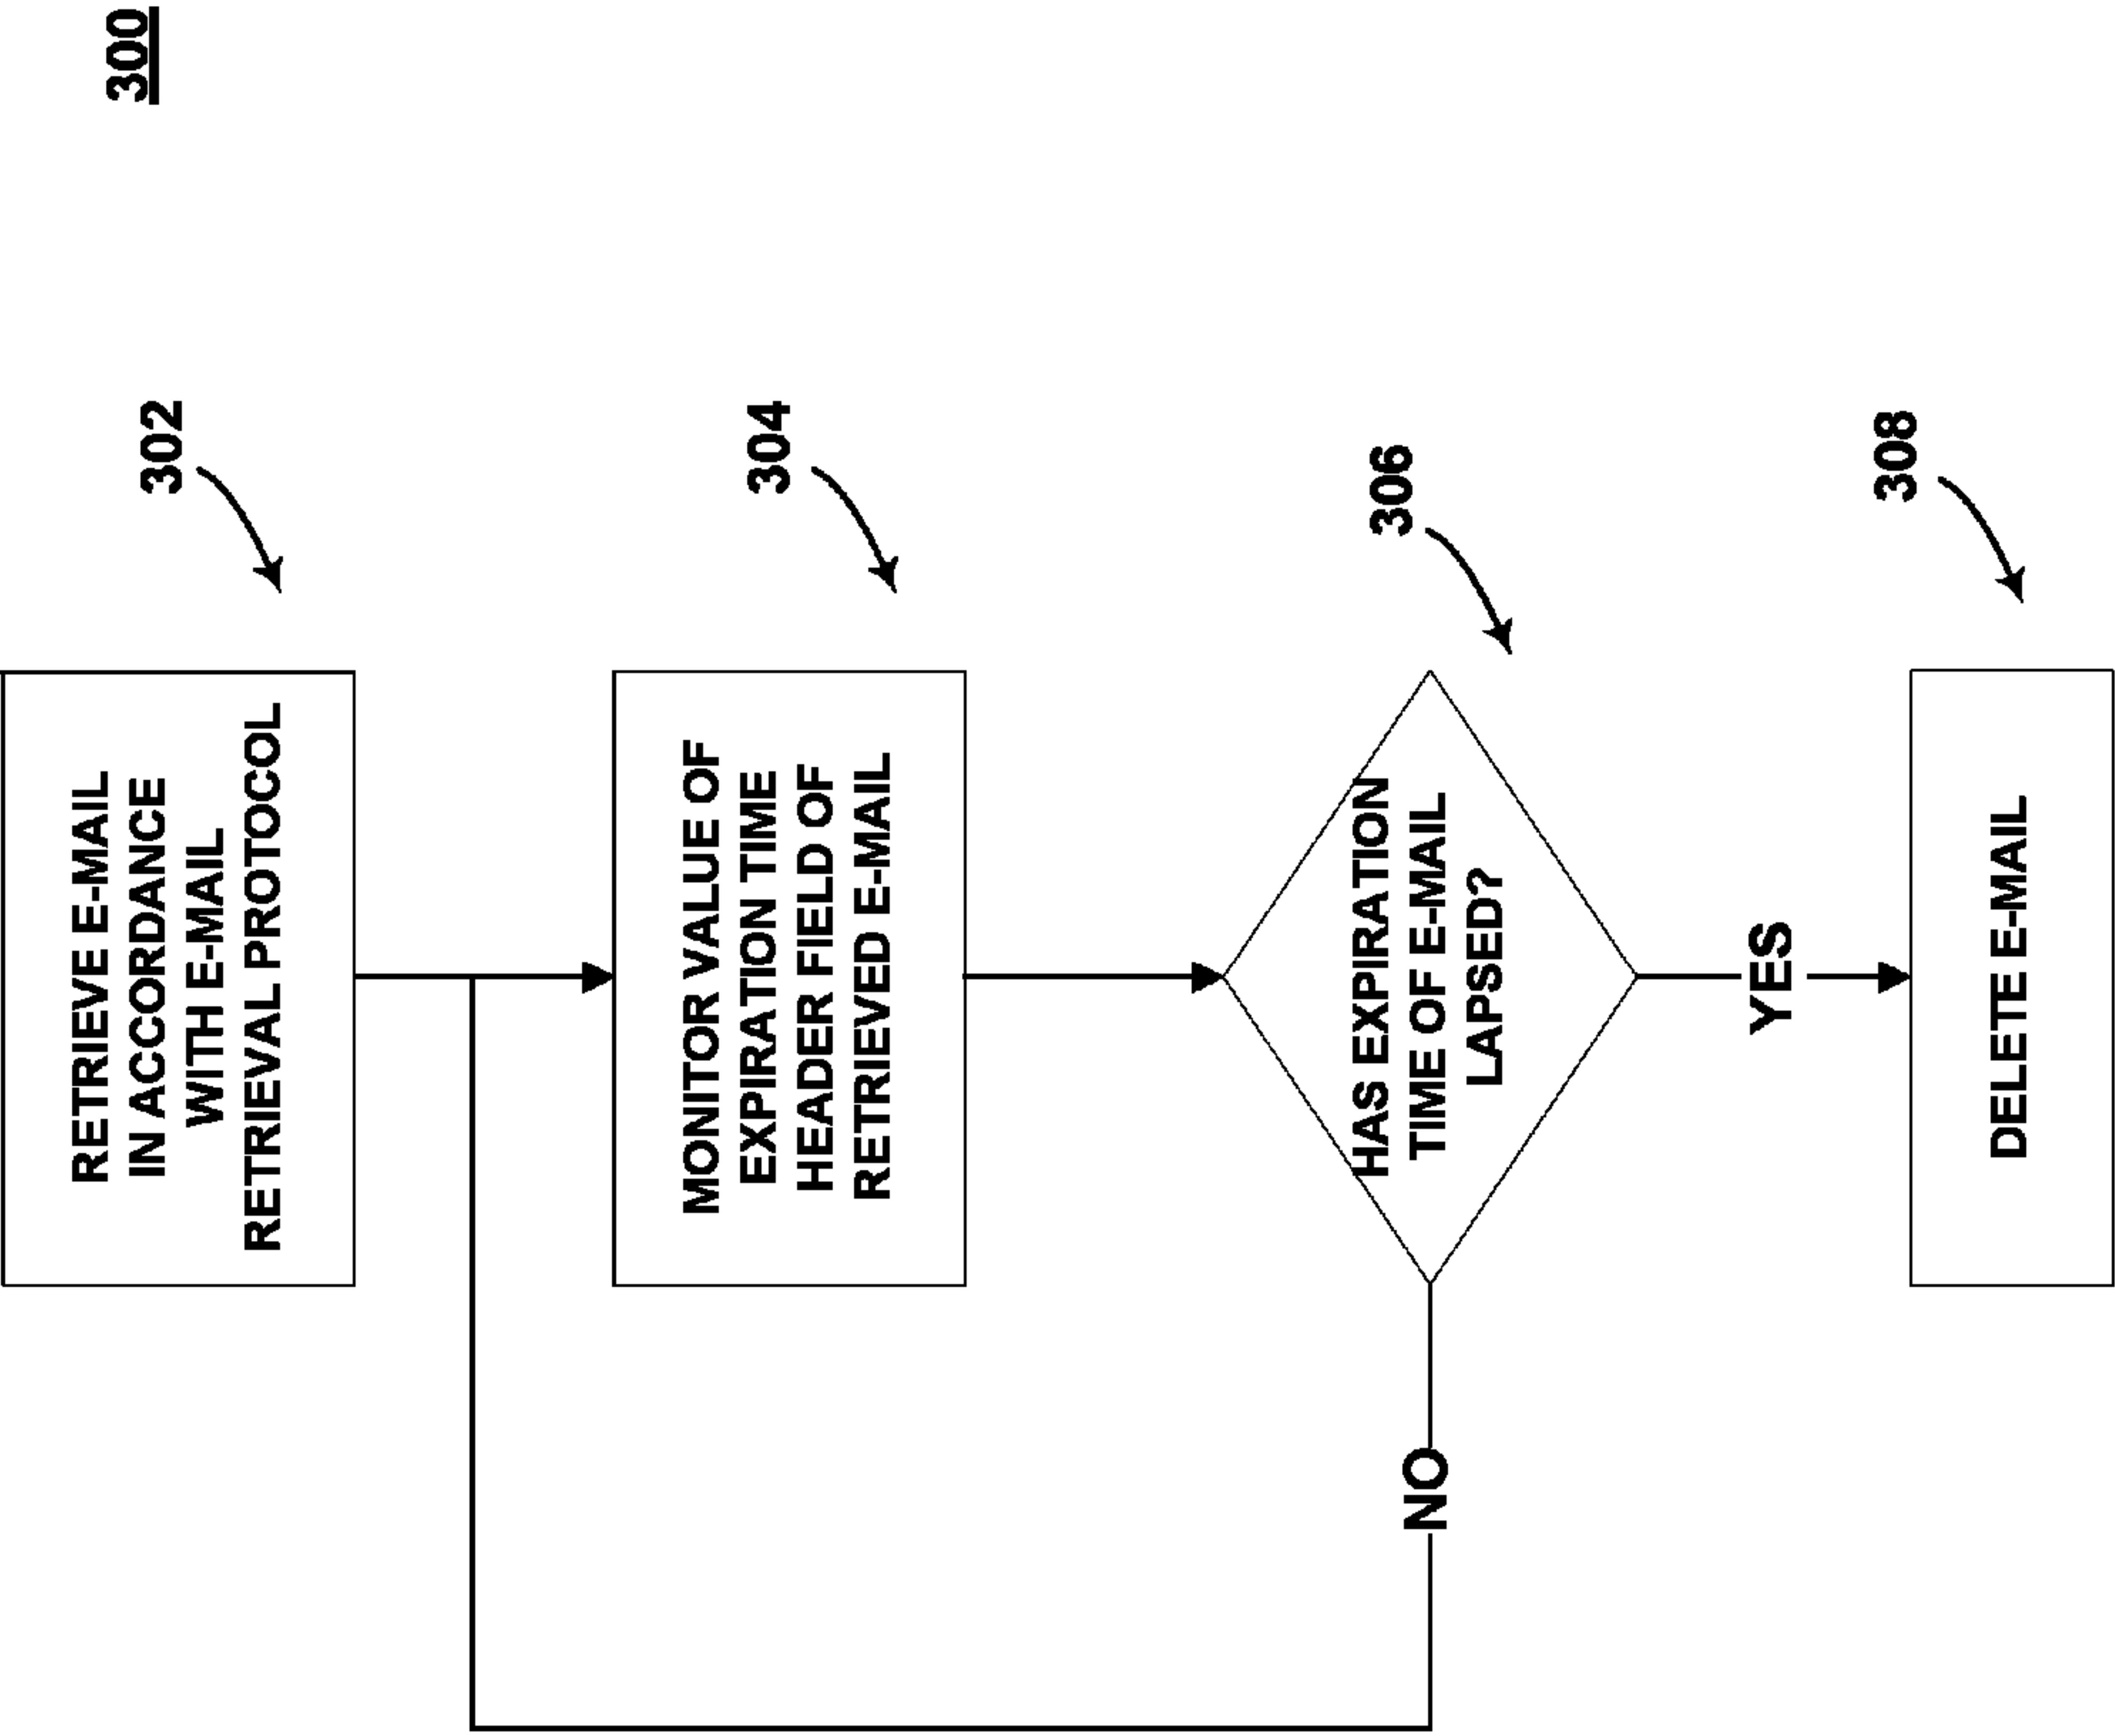 300
302
RETRIEVE E-MAIL
IN ACCORDANCE
WITH E-MAIL
RETRIEVAL PROTOCOL
304
MONITOR VALUE OF
EXPIRATION TIME
HEADER FIELD OF
RETRIEVED E-MAIL
306
HAS EXPIRATION
TIME OF E-MAIL
LAPSED?
NO
YES
308
DELETE E-MAIL